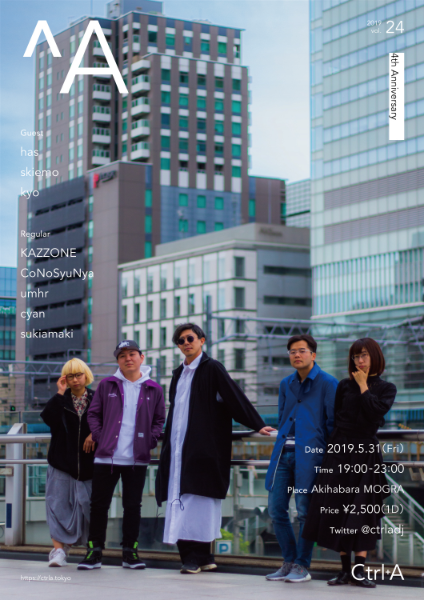 ^A
2019
vol. 24
4th Anniversary
Guest
has
skiemo
kyo
Regular
KAZZONE
CoNoSyuNya
umhr
cyan
sukiamaki
Date 2019.5.31(Fri)
Time 19:00-23:00
Place Akihabara MOGRA
Price ¥2,500(1D)
Twitter @ctrladj
https://ctrla.tokyo
Ctrl•A